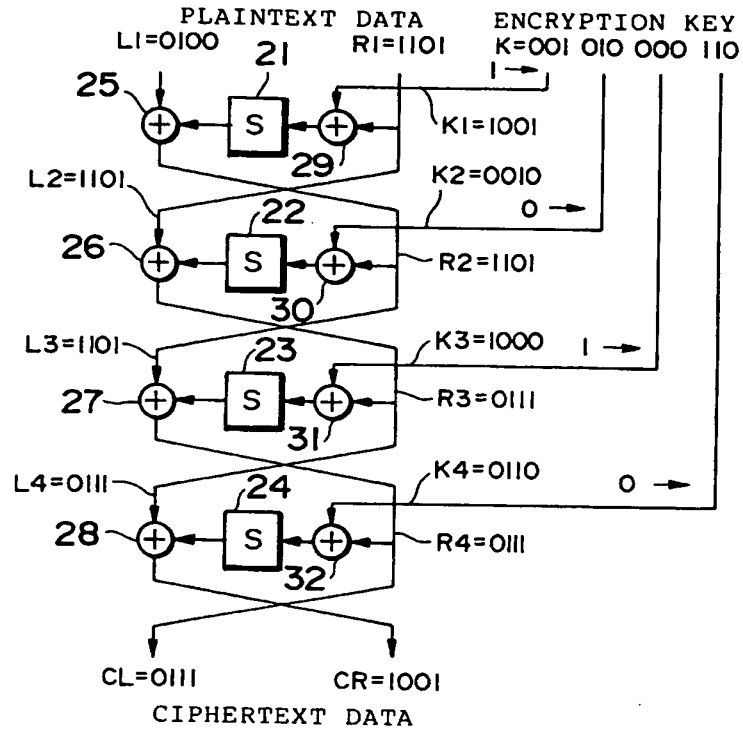 PLAINTEXT DATA
ENCRYPTION KEY
L1=0100
R1=1101
K=001 010 000 110
21
1
25
S
29
K1=1001
L2=1101
K2=0010
22
0
26
S
30
R2=1101
L3=1101
23
K3=1000
1
27
S
31
R3=0111
L4=0111
24
K4=0110
0
28
S
32
R4=0111
CL=0111
CR=1001
CIPHERTEXT DATA